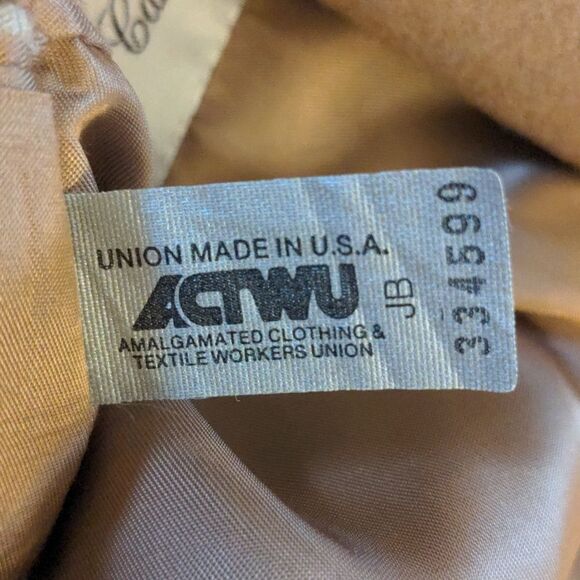 UNION MADE IN U.S.A.
ACTWU
AMALGAMATED CLOTHING &
TEXTILE WORKERS UNION
JB
334599